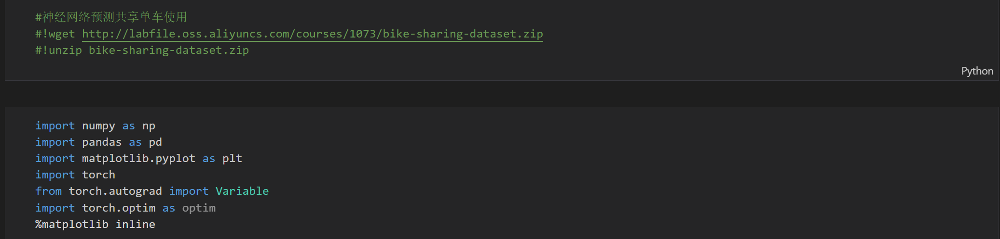 #神经网络预测共享单车使用
#!wget http://labfile.oss.aliyuncs.com/courses/1073/bike-sharing-dataset.zip
#!unzip bike-sharing-dataset.zip
Python
import numpy as np
import pandas as pd
import matplotlib.pyplot as plt
import torch
from torch.autograd import Variable
import torch.optim as optim
%matplotlib inline